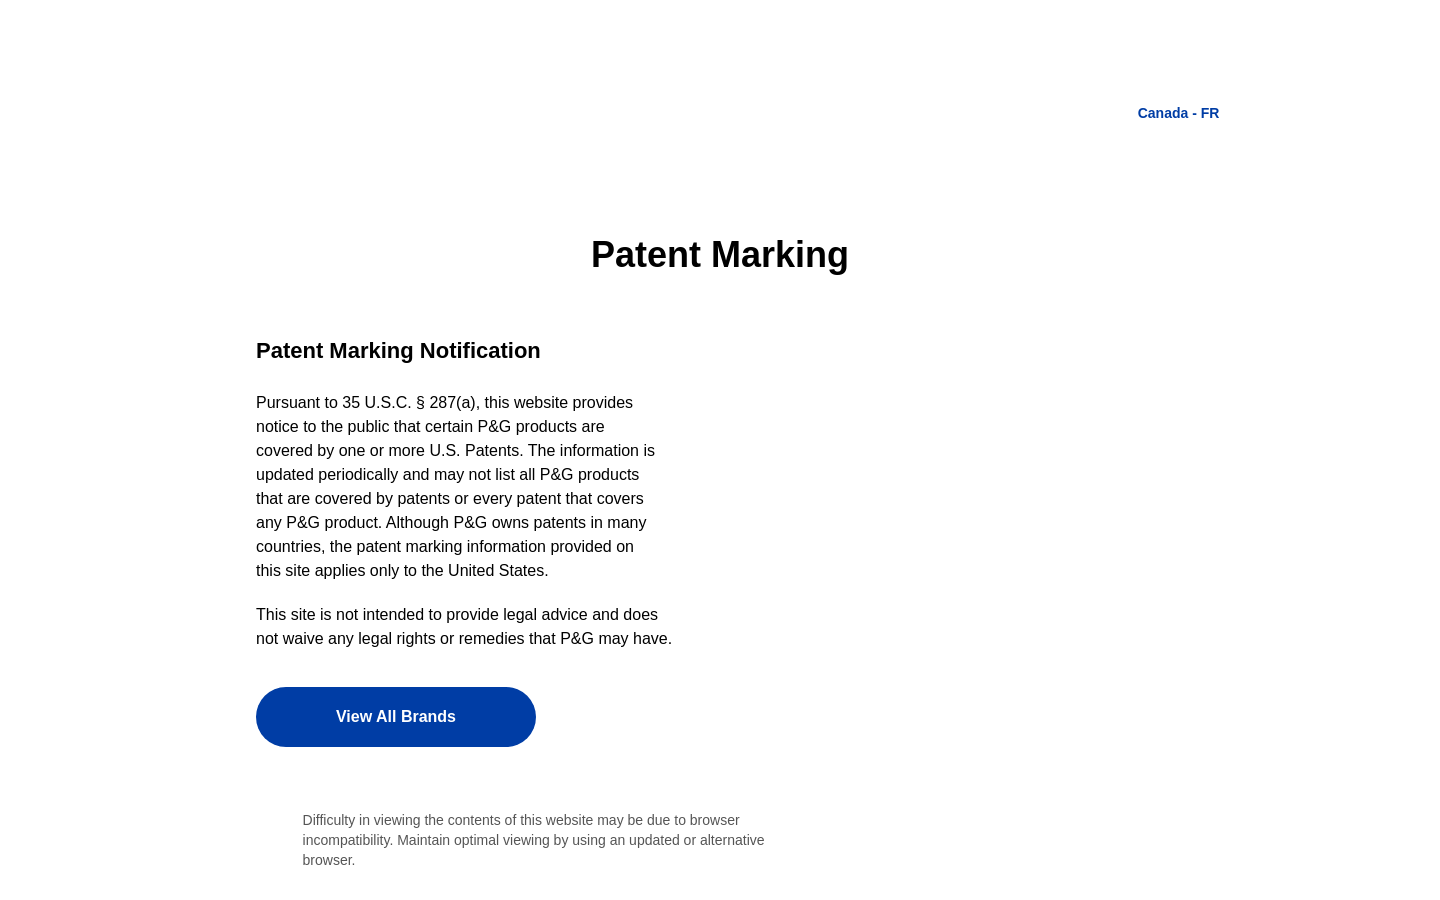 Canada - FR
Patent Marking
Patent Marking Notification
Pursuant to 35 U.S.C. § 287(a), this website provides
notice to the public that certain P&G products are
covered by one or more U.S. Patents. The information is
updated periodically and may not list all P&G products
that are covered by patents or every patent that covers
any P&G product. Although P&G owns patents in many
countries, the patent marking information provided on
this site applies only to the United States.
This site is not intended to provide legal advice and does
not waive any legal rights or remedies that P&G may have.
View All Brands
Difficulty in viewing the contents of this website may be due to browser
incompatibility. Maintain optimal viewing by using an updated or alternative
browser.